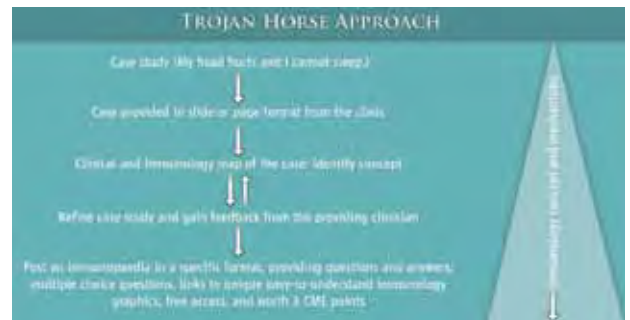 TROJAN HORSE APPROACH
Case study (My head hurts and I cannot sleep.)
Case provided in slide or page format from the clinic
Clinical and Immunology map of the case: identify concept
Refine case study and gain feedback from the providing clinician
Post on Immunopaedia in a specific format, providing questions and answers,
multiple choice questions, links to unique easy-to-understand immunology
graphics, free access, and worth 3 CME points